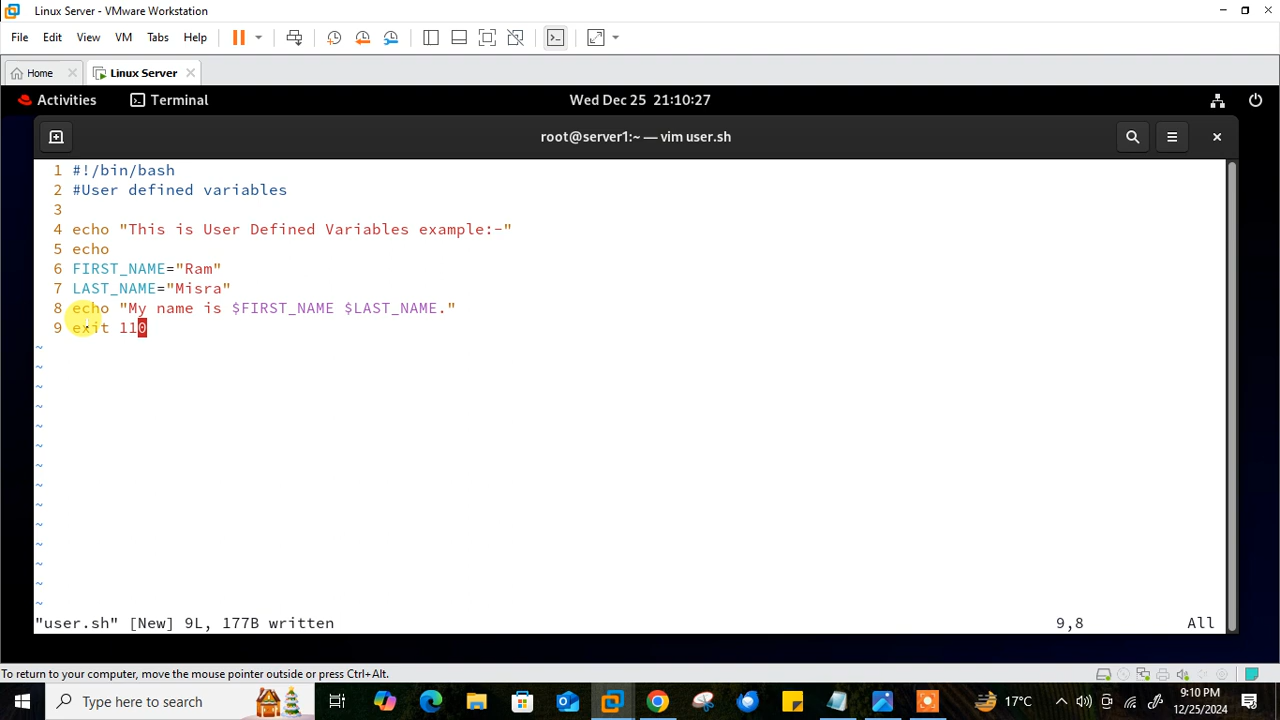 Linux Server - VMware Workstation
File Edit View VM Tabs Help
Home Linux Server
Activities Terminal Wed Dec 25 21:10:27
root@server1:~ — vim user.sh
1 #!/bin/bash
2 #User defined variables
3
4 echo "This is User Defined Variables example:-"
5 echo
6 FIRST_NAME="Ram"
7 LAST_NAME="Misra"
8 echo "My name is $FIRST_NAME $LAST_NAME."
9 exit 110
~
~
~
~
~
~
~
~
~
~
~
~
~
~
"user.sh" [New] 9L, 177B written 9,8 All
To return to your computer, move the mouse pointer outside or press Ctrl+Alt.
Type here to search 17°C 9:10 PM
12/25/2024